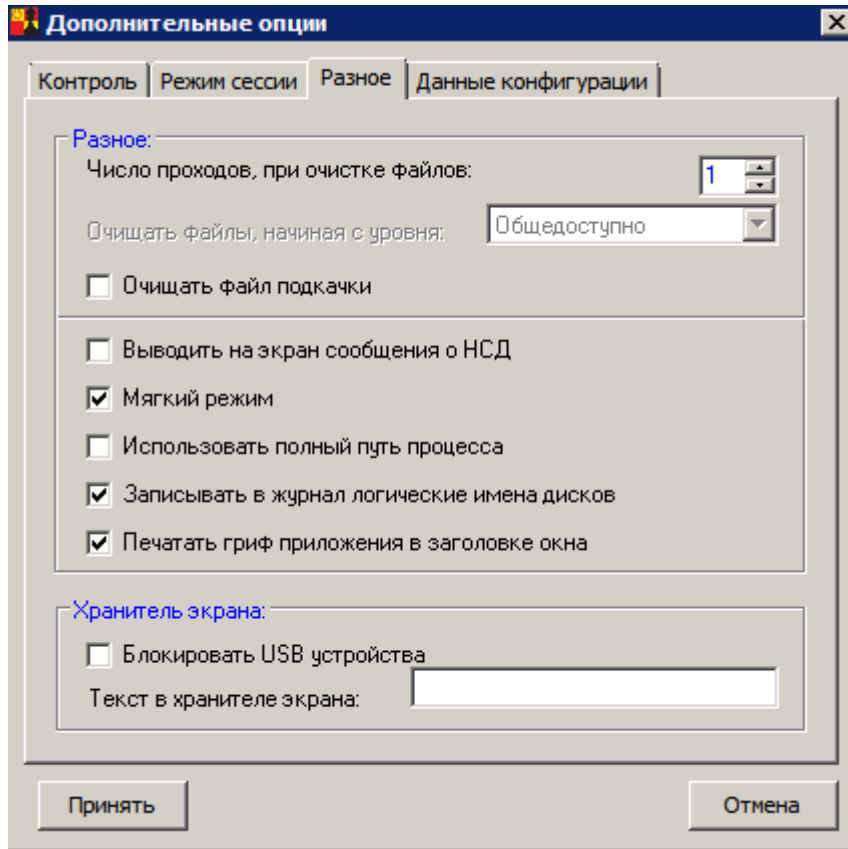 Дополнительные опции
Контроль Режим сессии Разное Данные конфигурации
Разное:
Число проходов, при очистке файлов: 1
Очищать файлы, начиная с уровня: Общедоступно
Очищать файл подкачки
Выводить на экран сообщения о НСД
Мягкий режим
Использовать полный путь процесса
Записывать в журнал логические имена дисков
Печатать гриф приложения в заголовке окна
Хранитель экрана:
Блокировать USB устройства
Текст в хранителе экрана:
Принять Отмена